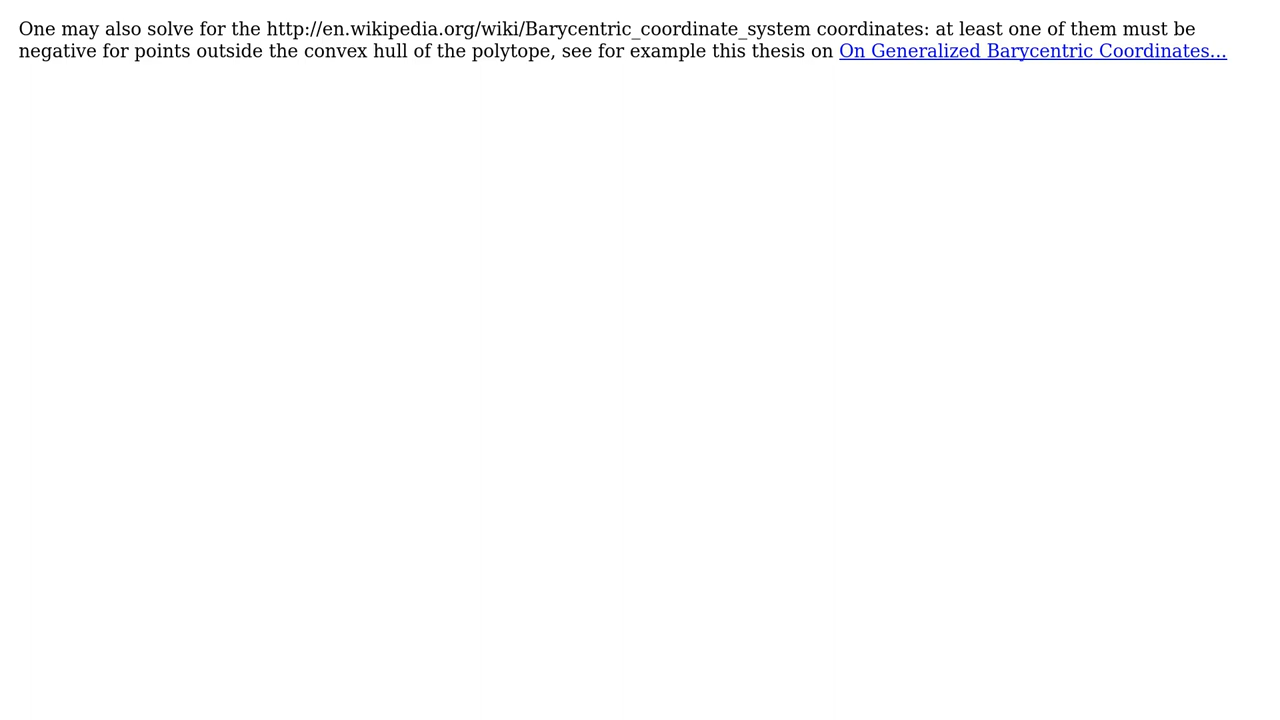 One may also solve for the http://en.wikipedia.org/wiki/Barycentric_coordinate_system coordinates: at least one of them must be
negative for points outside the convex hull of the polytope, see for example this thesis on On Generalized Barycentric Coordinates...